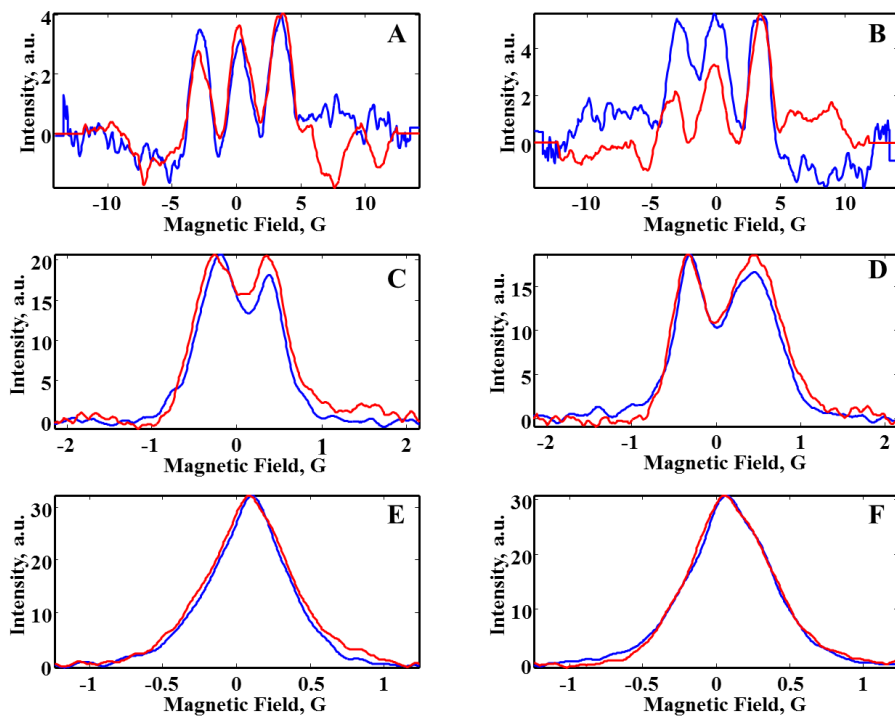 A
Intensity, a.u.
4
2
0
-10 -5 0 5 10
Magnetic Field, G
B
Intensity, a.u.
4
2
0
-10 -5 0 5 10
Magnetic Field, G
C
Intensity, a.u.
20
15
10
5
0
-2 -1 0 1 2
Magnetic Field, G
D
Intensity, a.u.
15
10
5
0
-2 -1 0 1 2
Magnetic Field, G
E
Intensity, a.u.
30
20
10
0
-1 -0.5 0 0.5 1
Magnetic Field, G
F
Intensity, a.u.
30
20
10
0
-1 -0.5 0 0.5 1
Magnetic Field, G